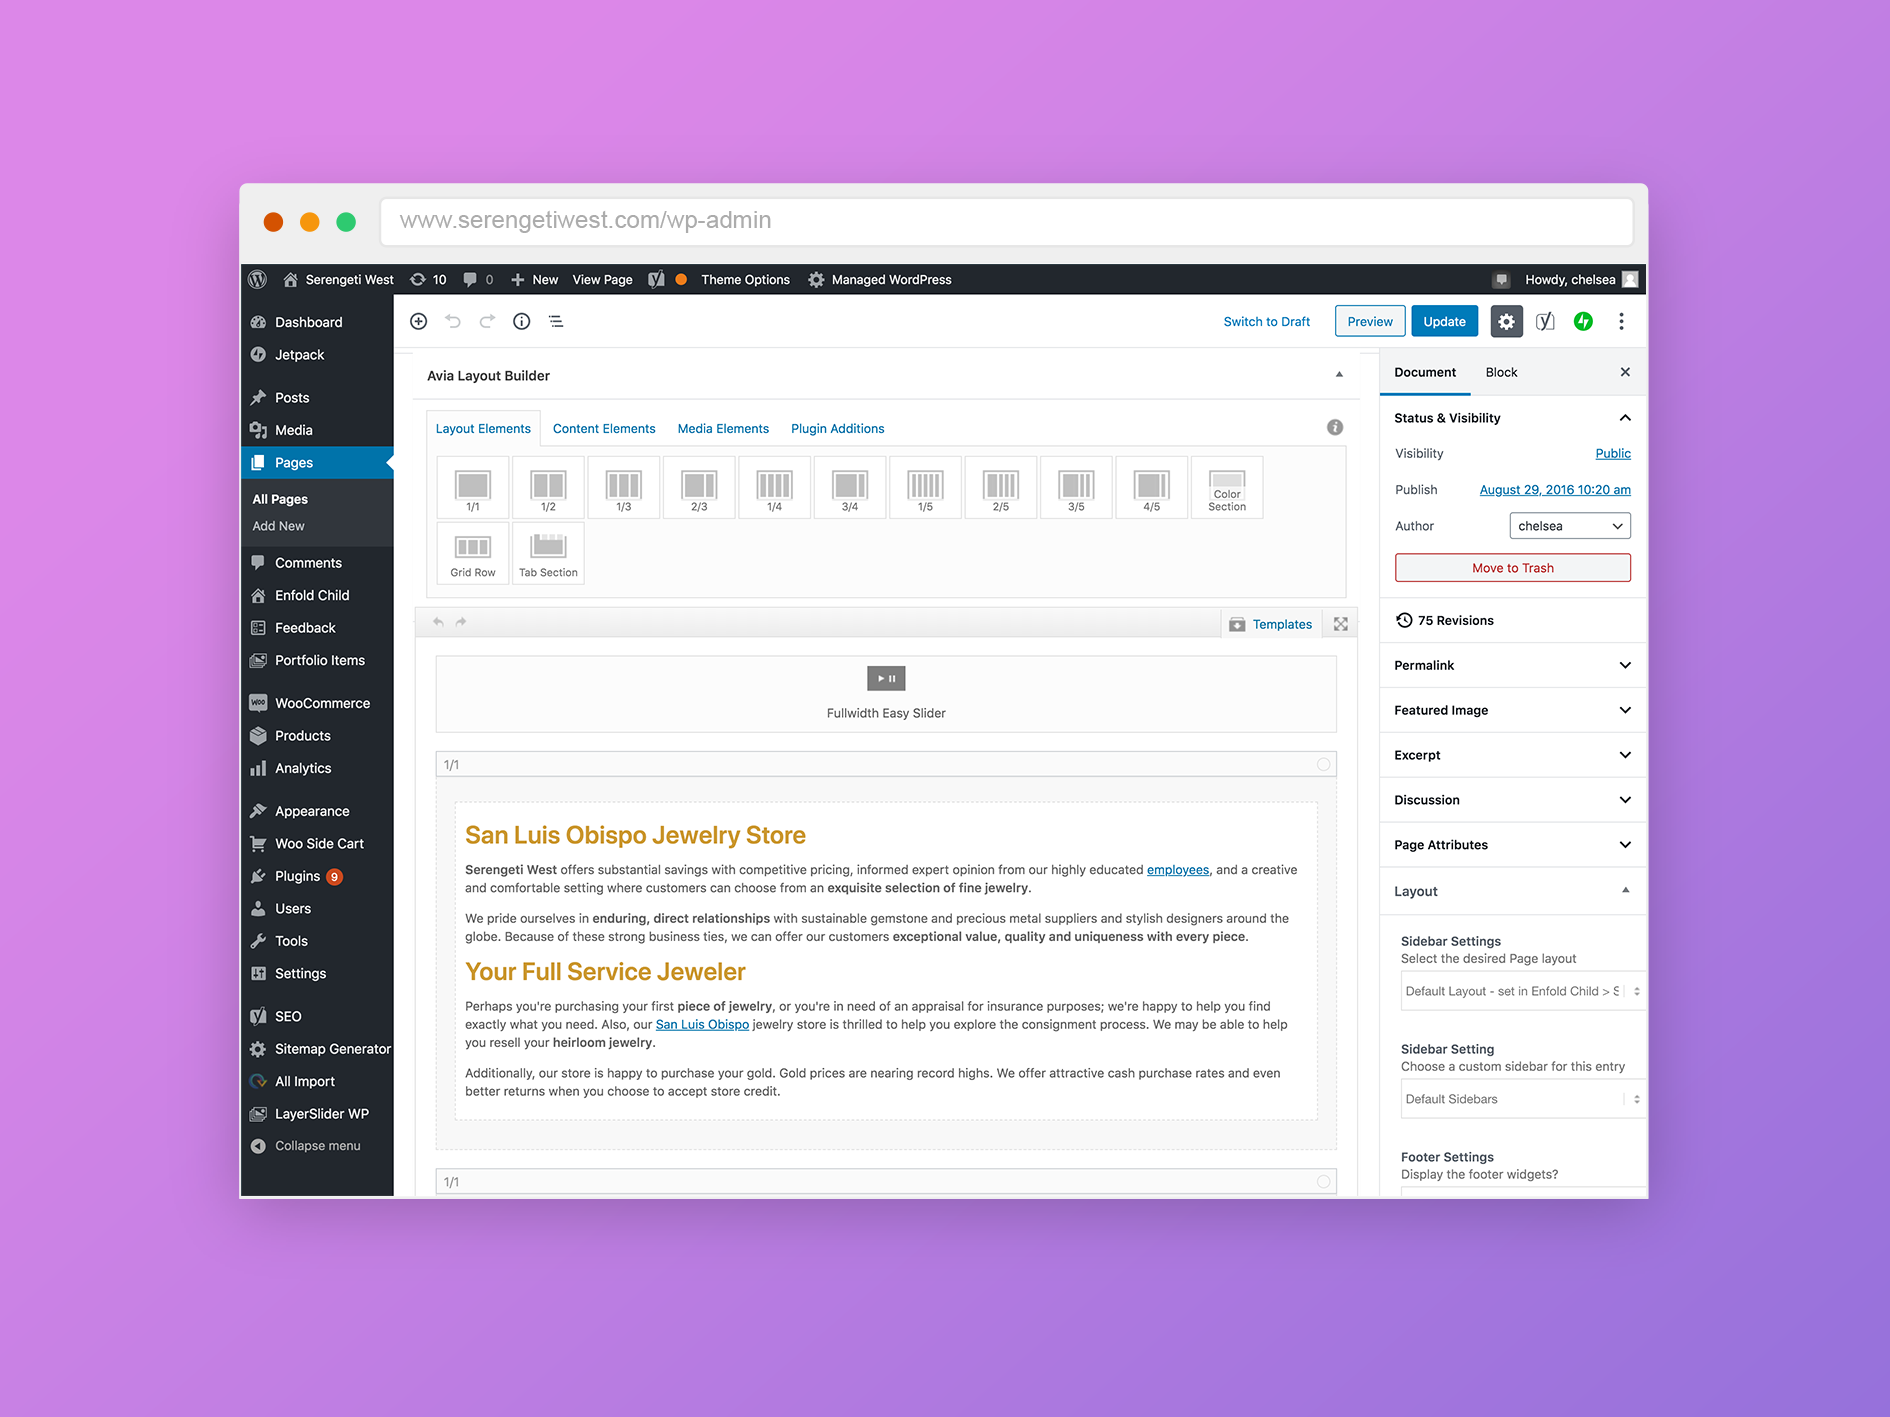 www.serengetiwest.com/wp-admin
Serengeti West 10 0 New View Page Theme Options Managed WordPress Howdy, chelsea
Dashboard
Jetpack
Posts
Media
Pages
All Pages
Add New
Comments
Enfold Child
Feedback
Portfolio Items
WooCommerce
Products
Analytics
Appearance
Woo Side Cart
Plugins 9
Users
Tools
Settings
SEO
Sitemap Generator
All Import
LayerSlider WP
Collapse menu
Switch to Draft Preview Update
Avia Layout Builder
Layout Elements Content Elements Media Elements Plugin Additions
1/1 1/2 1/3 2/3 1/4 3/4 1/5 2/5 3/5 4/5 Color Section
Grid Row Tab Section
Templates
Fullwidth Easy Slider
1/1
San Luis Obispo Jewelry Store
Serengeti West offers substantial savings with competitive pricing, informed expert opinion from our highly educated employees, and a creative
and comfortable setting where customers can choose from an exquisite selection of fine jewelry.
We pride ourselves in enduring, direct relationships with sustainable gemstone and precious metal suppliers and stylish designers around the
globe. Because of these strong business ties, we can offer our customers exceptional value, quality and uniqueness with every piece.
Your Full Service Jeweler
Perhaps you're purchasing your first piece of jewelry, or you're in need of an appraisal for insurance purposes; we're happy to help you find
exactly what you need. Also, our San Luis Obispo jewelry store is thrilled to help you explore the consignment process. We may be able to help
you resell your heirloom jewelry.
Additionally, our store is happy to purchase your gold. Gold prices are nearing record highs. We offer attractive cash purchase rates and even
better returns when you choose to accept store credit.
1/1
Document Block
Status & Visibility
Visibility Public
Publish August 29, 2016 10:20 am
Author chelsea
Move to Trash
75 Revisions
Permalink
Featured Image
Excerpt
Discussion
Page Attributes
Layout
Sidebar Settings
Select the desired Page layout
Default Layout - set in Enfold Child > S
Sidebar Setting
Choose a custom sidebar for this entry
Default Sidebars
Footer Settings
Display the footer widgets?